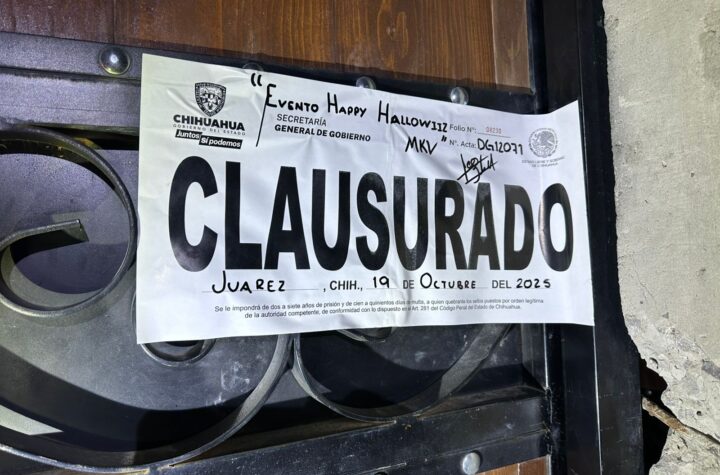 "EVENTO HAPPY HALLOWIIZ
MKV"
CHIHUAHUA
GOBIERNO DEL ESTADO
Juntos Sí podemos
SECRETARÍA
GENERAL DE GOBIERNO
Folio N°:
N°. Acta: DG12071
CLAUSURADO
JUAREZ, CHIH., 19 DE OCTUBRE DEL 2025
Se le impondrá de dos a siete años de prisión y de cien a quinientos días de multa, a quien quebrante los sellos puestos por orden legítima
de la autoridad competente, de conformidad con lo dispuesto en el Art. 281 del Código Penal del Estado de Chihuahua.